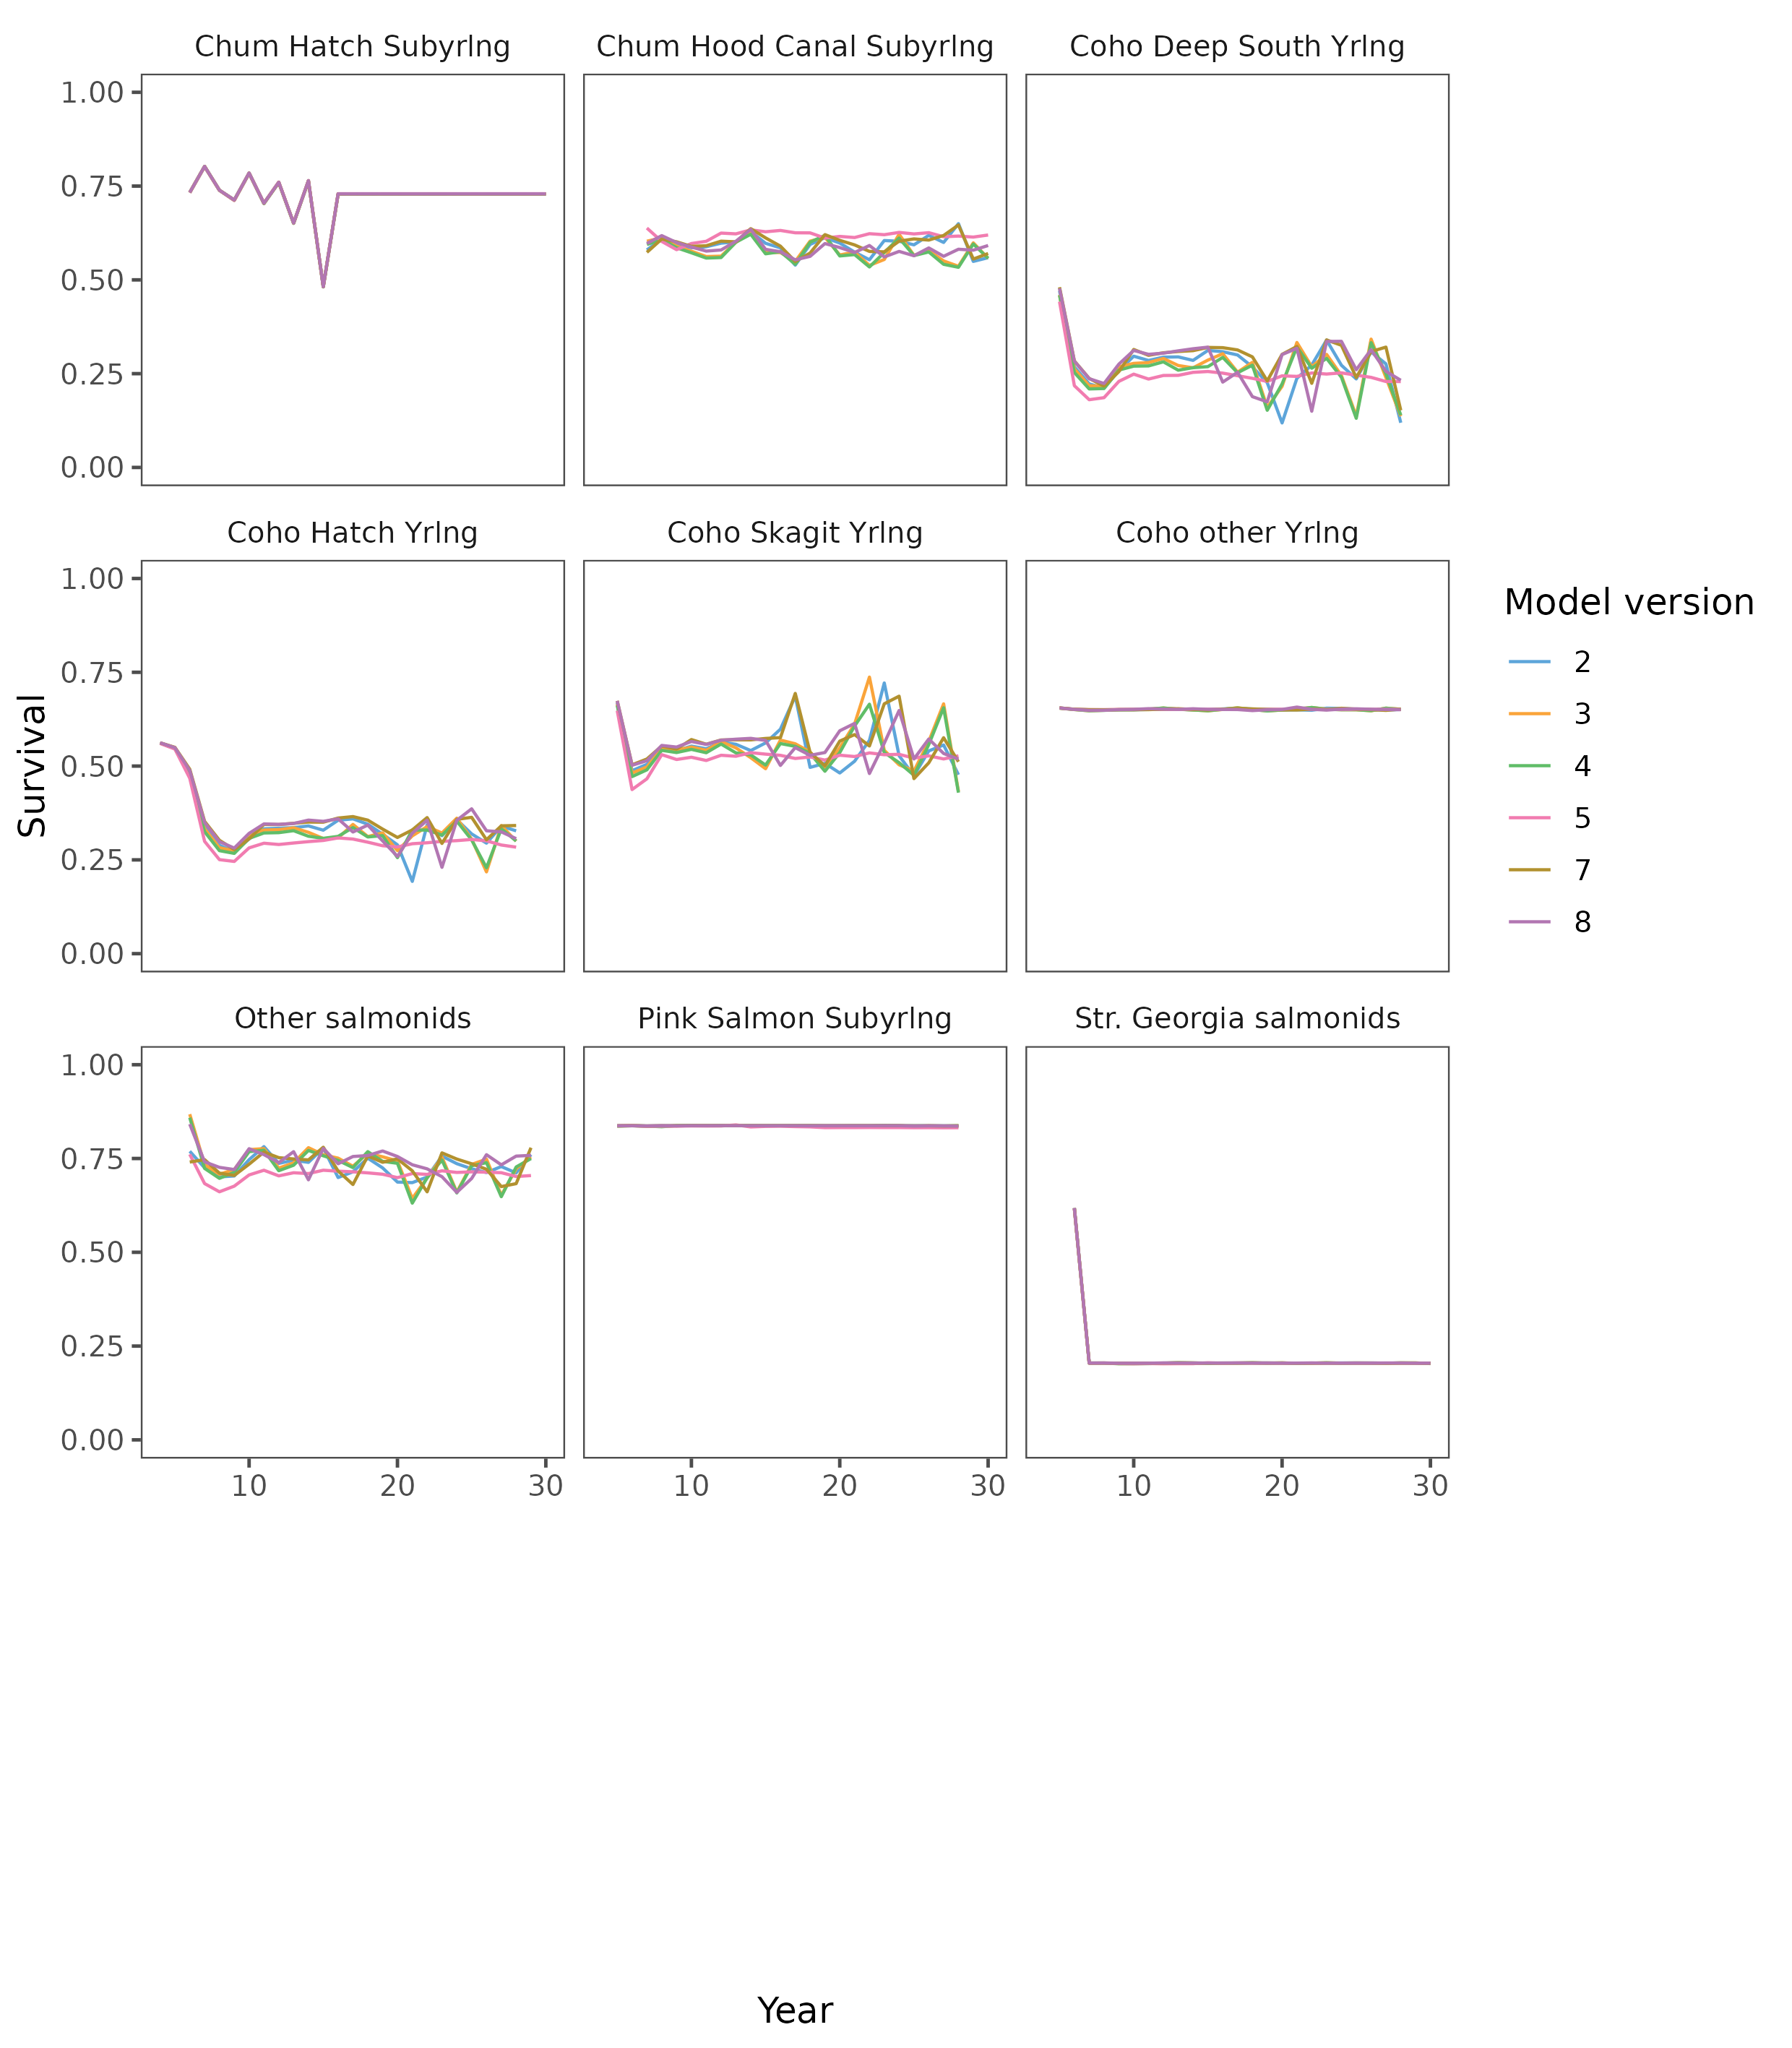 Chum Hatch Subyrlng
Chum Hood Canal Subyrlng
Coho Deep South Yrlng
1.00
0.75
0.50
0.25
0.00
Coho Hatch Yrlng
Coho Skagit Yrlng
Coho other Yrlng
1.00
0.75
0.50
0.25
0.00
Survival
Model version
2
3
4
5
7
8
Other salmonids
Pink Salmon Subyrlng
Str. Georgia salmonids
1.00
0.75
0.50
0.25
0.00
10 20 30
10 20 30
10 20 30
Year